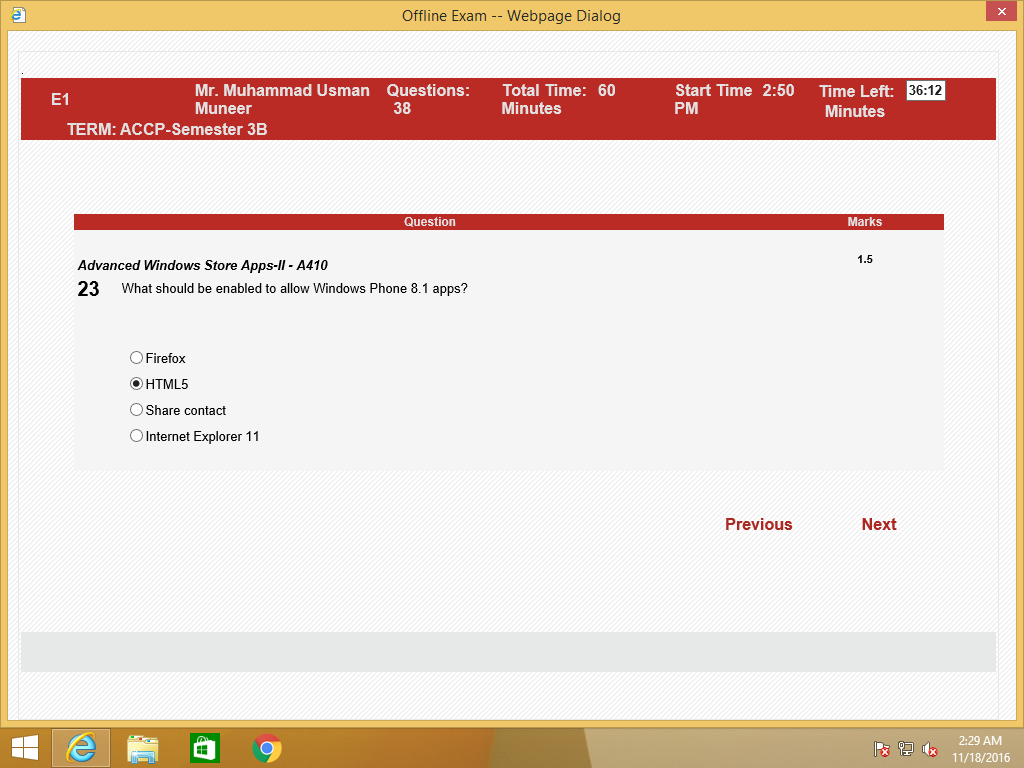 Offline Exam -- Webpage Dialog
.
E1
Mr. Muhammad Usman
Muneer
Questions:
38
Total Time: 60
Minutes
Start Time 2:50
PM
Time Left: 36:12
Minutes
TERM: ACCP-Semester 3B
Question Marks
Advanced Windows Store Apps-II - A410 1.5
23 What should be enabled to allow Windows Phone 8.1 apps?
Firefox
HTML5
Share contact
Internet Explorer 11
Previous Next
2:29 AM
11/18/2016